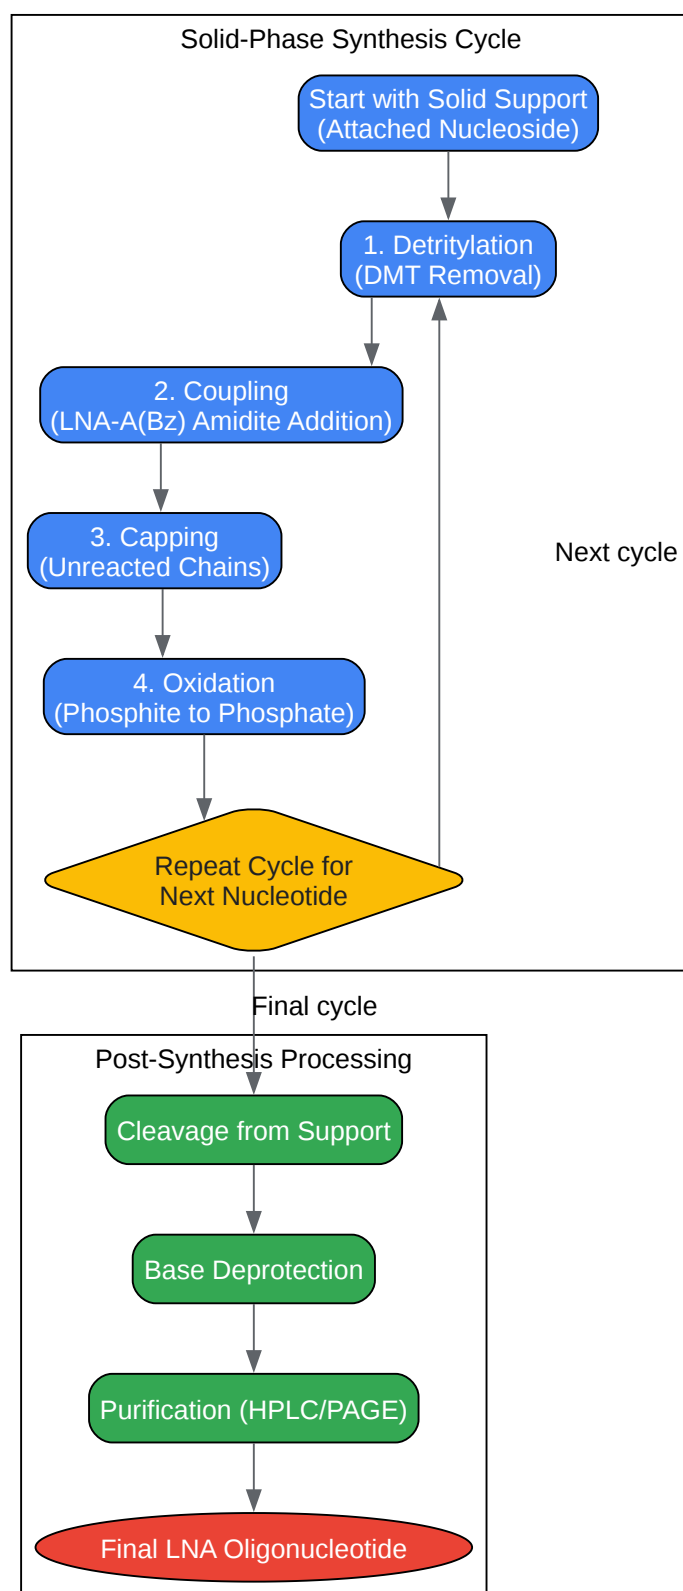 Solid-Phase Synthesis Cycle
Start with Solid Support
(Attached Nucleoside)
1. Detritylation
(DMT Removal)
2. Coupling
(LNA-A(Bz) Amidite Addition)
3. Capping
(Unreacted Chains)
Next cycle
4. Oxidation
(Phosphite to Phosphate)
Repeat Cycle for
Next Nucleotide
Final cycle
Post-Synthesis Processing
Cleavage from Support
Base Deprotection
Purification (HPLC/PAGE)
Final LNA Oligonucleotide